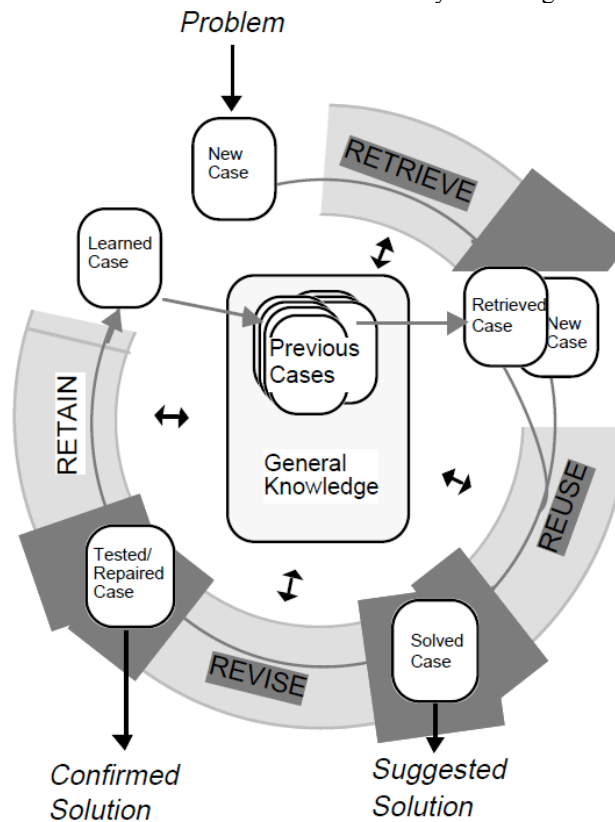 Problem
New
Case
RETRIEVE
Learned
Case
Retrieved
Case
New
Case
Previous
Cases
General
Knowledge
RETAIN
REUSE
Tested/
Repaired
Case
Solved
Case
REVISE
Confirmed
Solution
Suggested
Solution